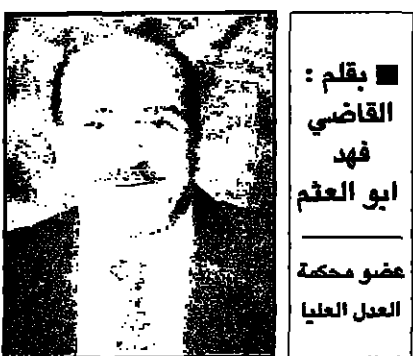 ■ بقلم :
القاضي
فهد
ابو العثم
عضو محكمة
العدل العليا